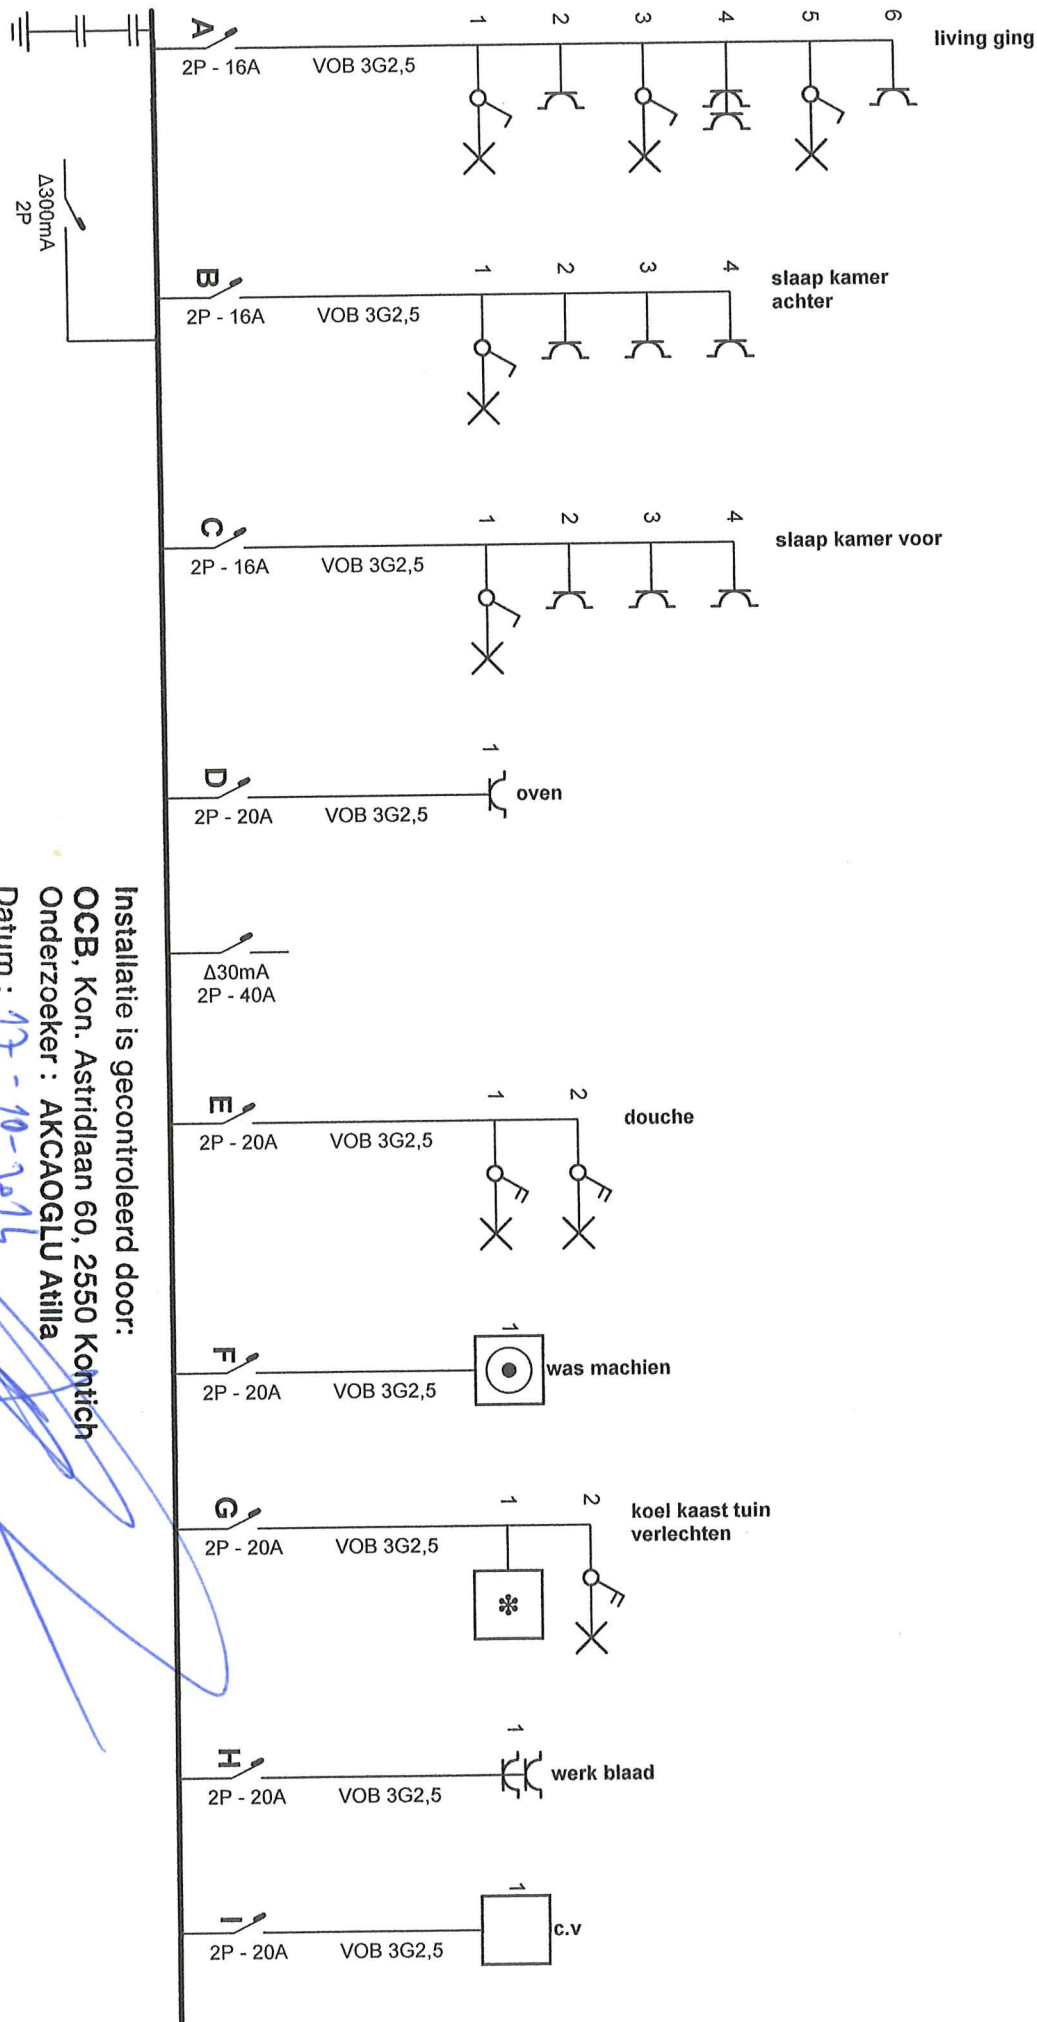 living ging
6
5
4
3
2
1
A
2P - 16A
VOB 3G2,5
Δ300mA
2P
slaap kamer
achter
4
3
2
1
B
2P - 16A
VOB 3G2,5
slaap kamer voor
4
3
2
1
C
2P - 16A
VOB 3G2,5
1
oven
D
2P - 20A
VOB 3G2,5
Δ30mA
2P - 40A
douche
2
1
E
2P - 20A
VOB 3G2,5
1
was machien
F
2P - 20A
VOB 3G2,5
koel kaast tuin
verlechten
2
1
G
2P - 20A
VOB 3G2,5
1
werk blaad
H
2P - 20A
VOB 3G2,5
1
c.v
I
2P - 20A
VOB 3G2,5
Installatie is gecontroleerd door:
OCB, Kon. Astridlaan 60, 2550 Kontich
Onderzoeker : AKCAOGLU Atilla
Datum : 17-10-2014